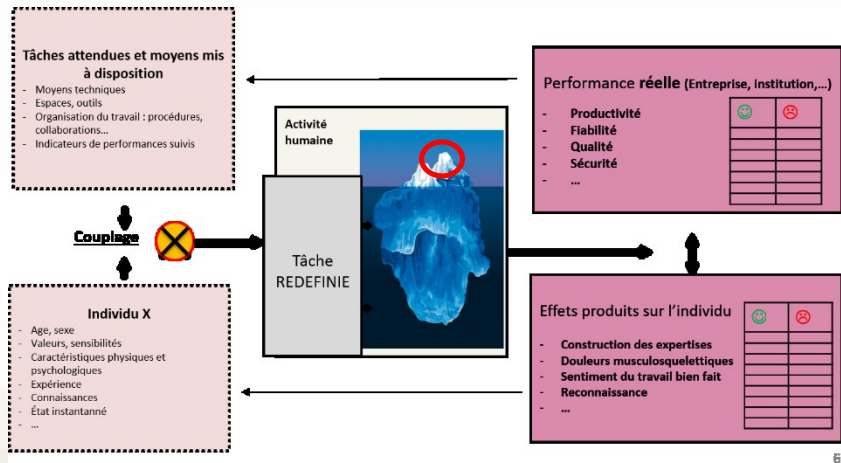 Tâches attendues et moyens mis
à disposition
- Moyens techniques
- Espaces, outils
- Organisation du travail : procédures,
collaborations…
- Indicateurs de performances suivis
Couplage
Individu X
- Age, sexe
- Valeurs, sensibilités
- Caractéristiques physiques et
psychologiques
- Expérience
- Connaissances
- État instantanné
- …
Activité
humaine
Tâche
REDEFINIE
Performance réelle (Entreprise, institution,…)
- Productivité
- Fiabilité
- Qualité
- Sécurité
- …
Effets produits sur l’individu
- Construction des expertises
- Douleurs musculosquelettiques
- Sentiment du travail bien fait
- Reconnaissance
- …